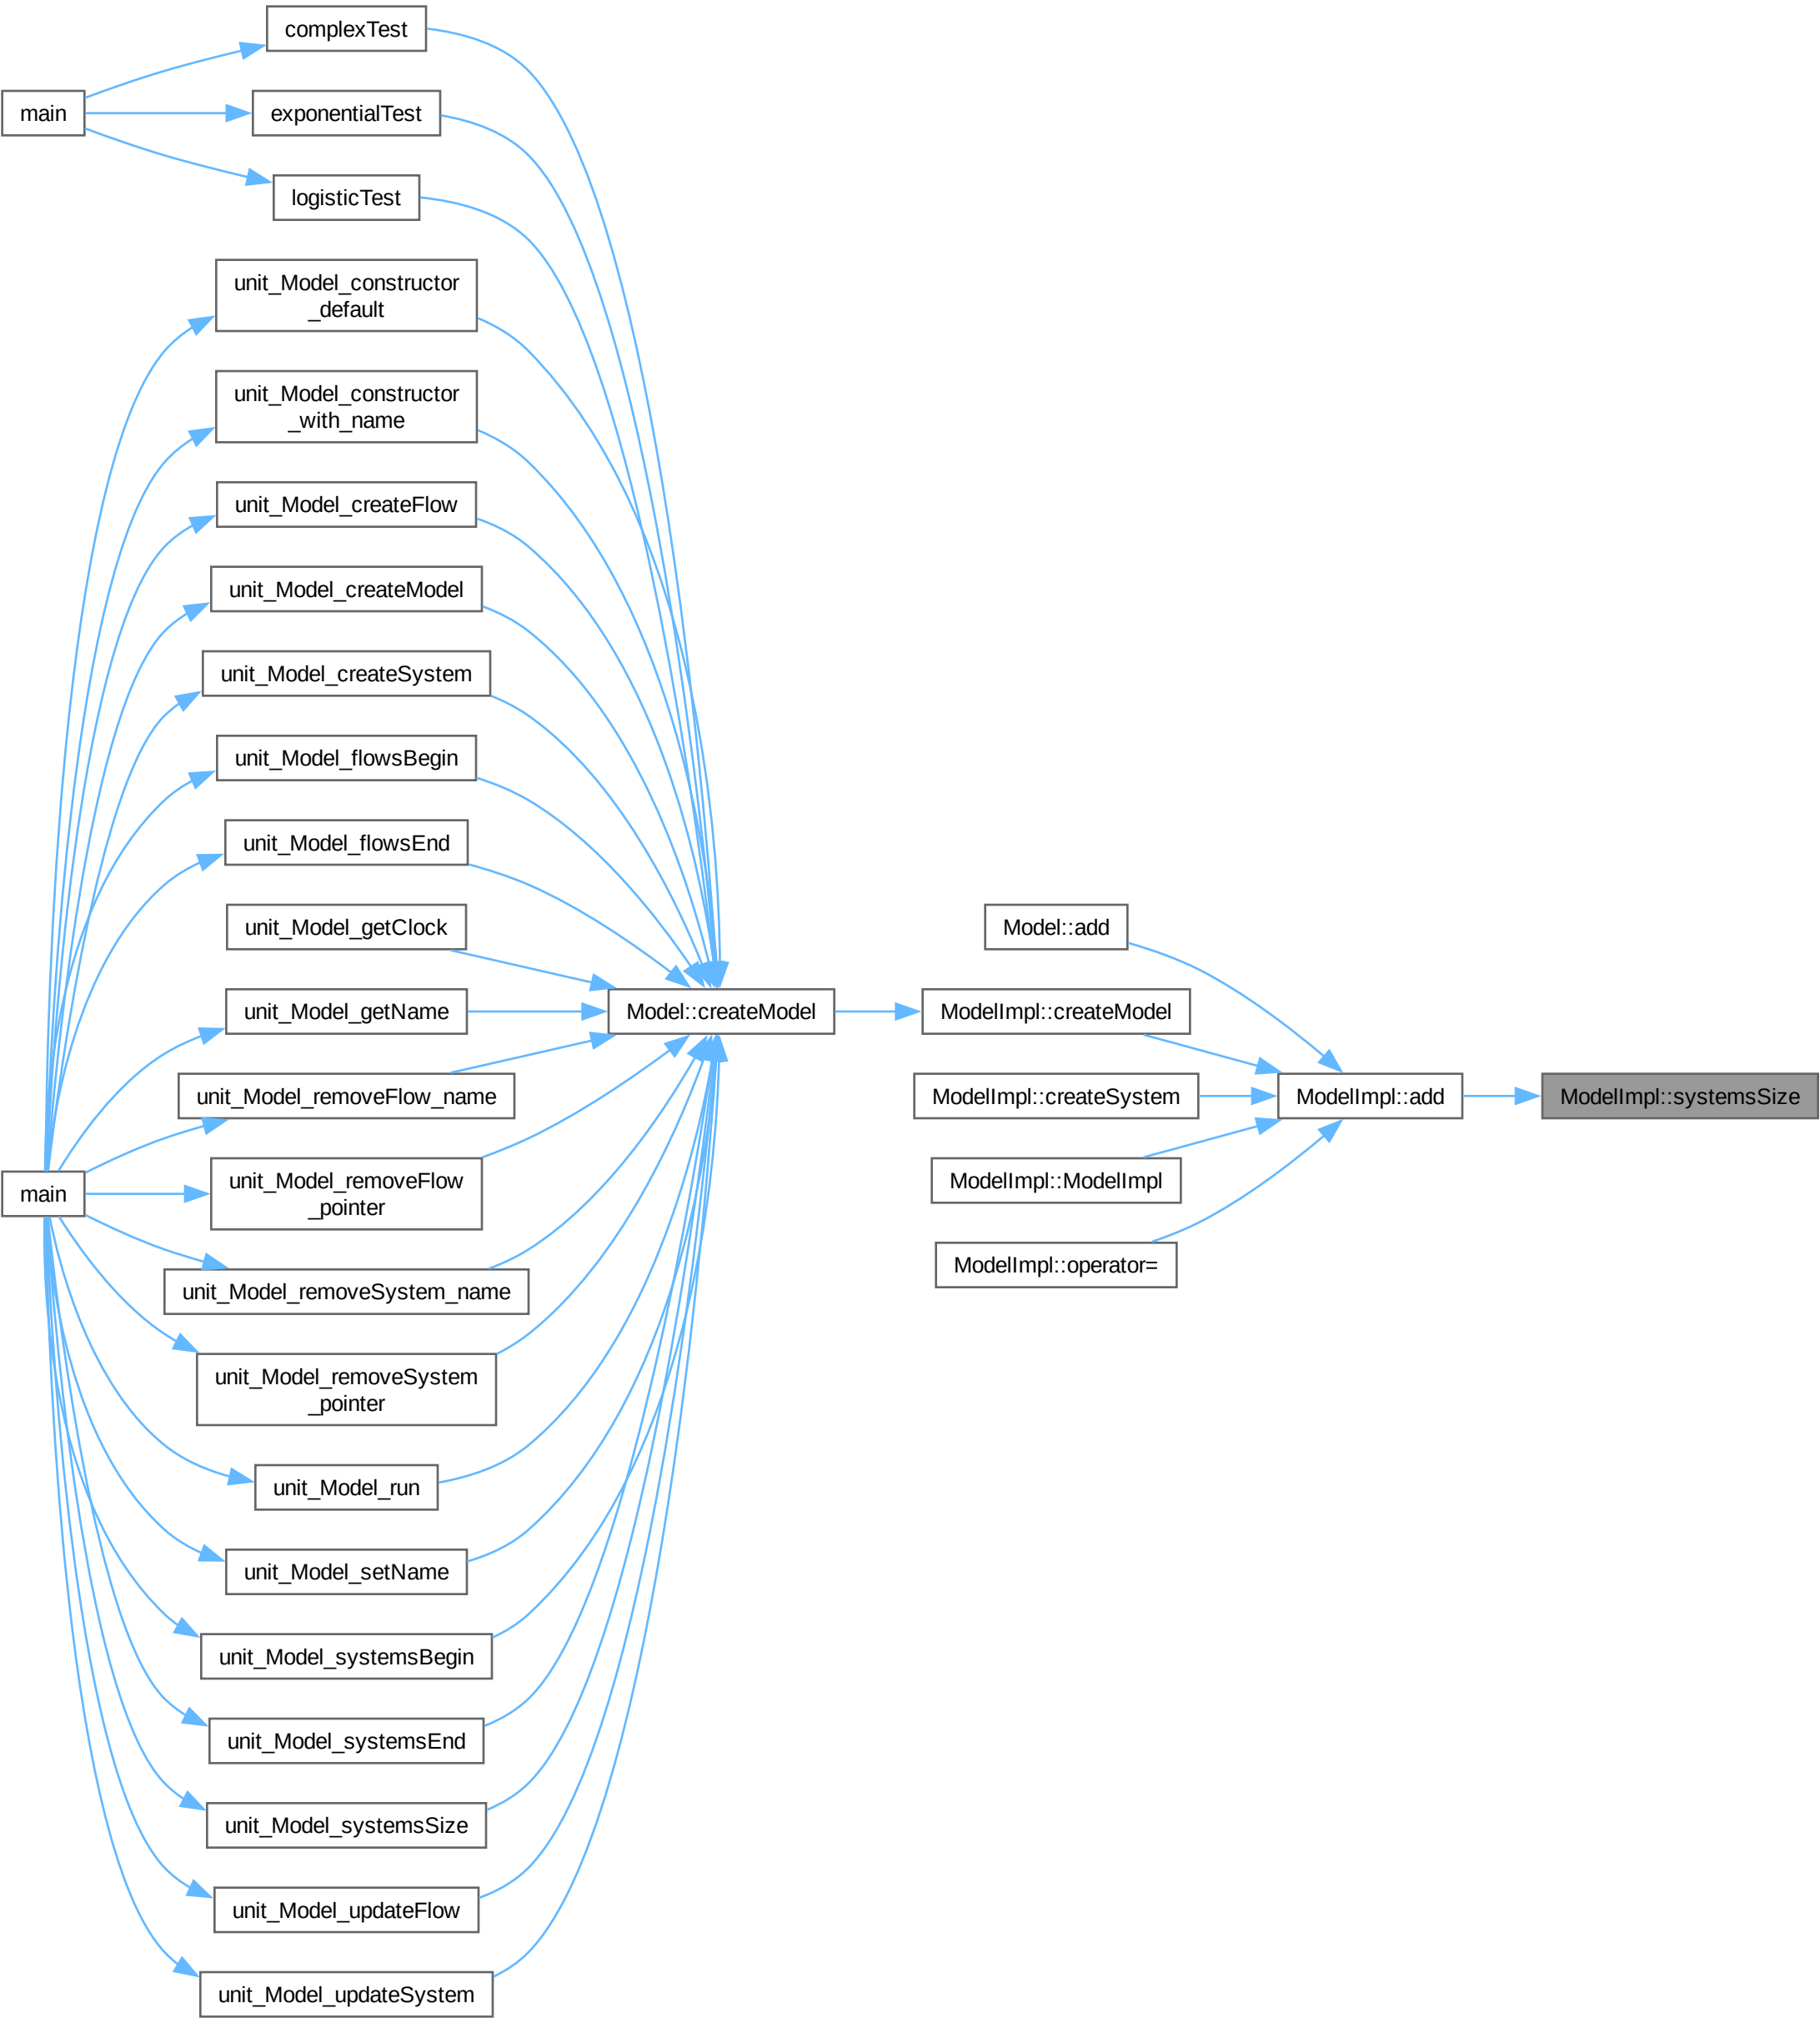 main
complexTest
exponentialTest
logisticTest
unit_Model_constructor
_default
unit_Model_constructor
_with_name
unit_Model_createFlow
unit_Model_createModel
unit_Model_createSystem
unit_Model_flowsBegin
unit_Model_flowsEnd
unit_Model_getClock
unit_Model_getName
unit_Model_removeFlow_name
main
unit_Model_removeFlow
_pointer
unit_Model_removeSystem_name
unit_Model_removeSystem
_pointer
unit_Model_run
unit_Model_setName
unit_Model_systemsBegin
unit_Model_systemsEnd
unit_Model_systemsSize
unit_Model_updateFlow
unit_Model_updateSystem
Model::createModel
Model::add
ModelImpl::createModel
ModelImpl::createSystem
ModelImpl::ModelImpl
ModelImpl::operator=
ModelImpl::add
ModelImpl::systemsSize